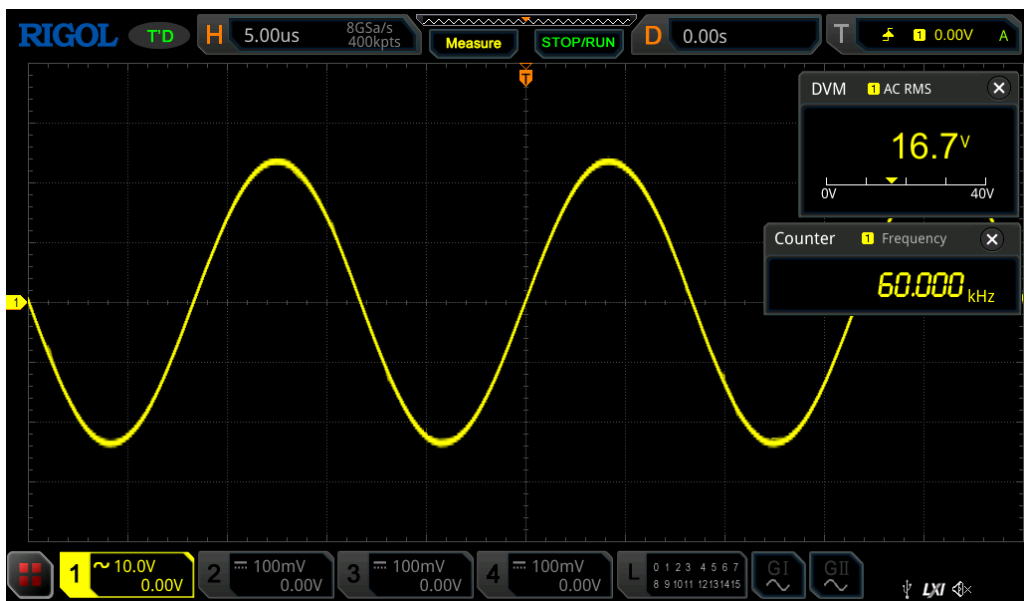 RIGOL T'D H 5.00us 8GSa/s 400kpts Measure STOP/RUN D 0.00s T 1 0.00V A
T
DVM 1 AC RMS
16.7V
0V 40V
Counter 1 Frequency
60.000 kHz
1
1 10.0V 0.00V
2 100mV 0.00V
3 100mV 0.00V
4 100mV 0.00V
L 0 1 2 3 4 5 6 7
8 9 10 11 12 13 14 15
GI GII
LXI